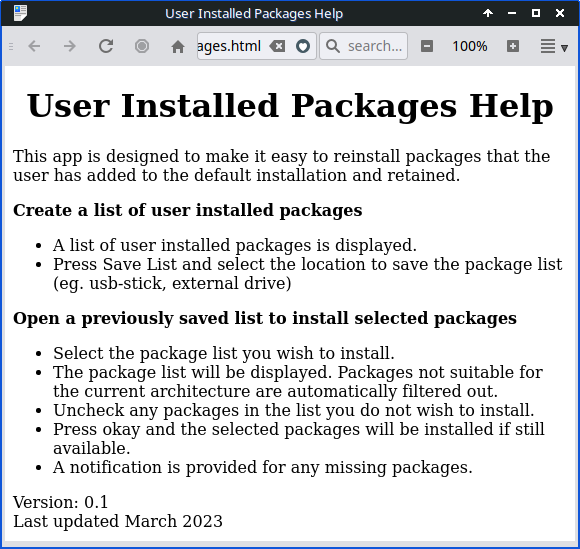 User Installed Packages Help
ages.html
search...
100%
User Installed Packages Help
This app is designed to make it easy to reinstall packages that the
user has added to the default installation and retained.
Create a list of user installed packages
• A list of user installed packages is displayed.
• Press Save List and select the location to save the package list
(eg. usb-stick, external drive)
Open a previously saved list to install selected packages
• Select the package list you wish to install.
• The package list will be displayed. Packages not suitable for
the current architecture are automatically filtered out.
• Uncheck any packages in the list you do not wish to install.
• Press okay and the selected packages will be installed if still
available.
• A notification is provided for any missing packages.
Version: 0.1
Last updated March 2023